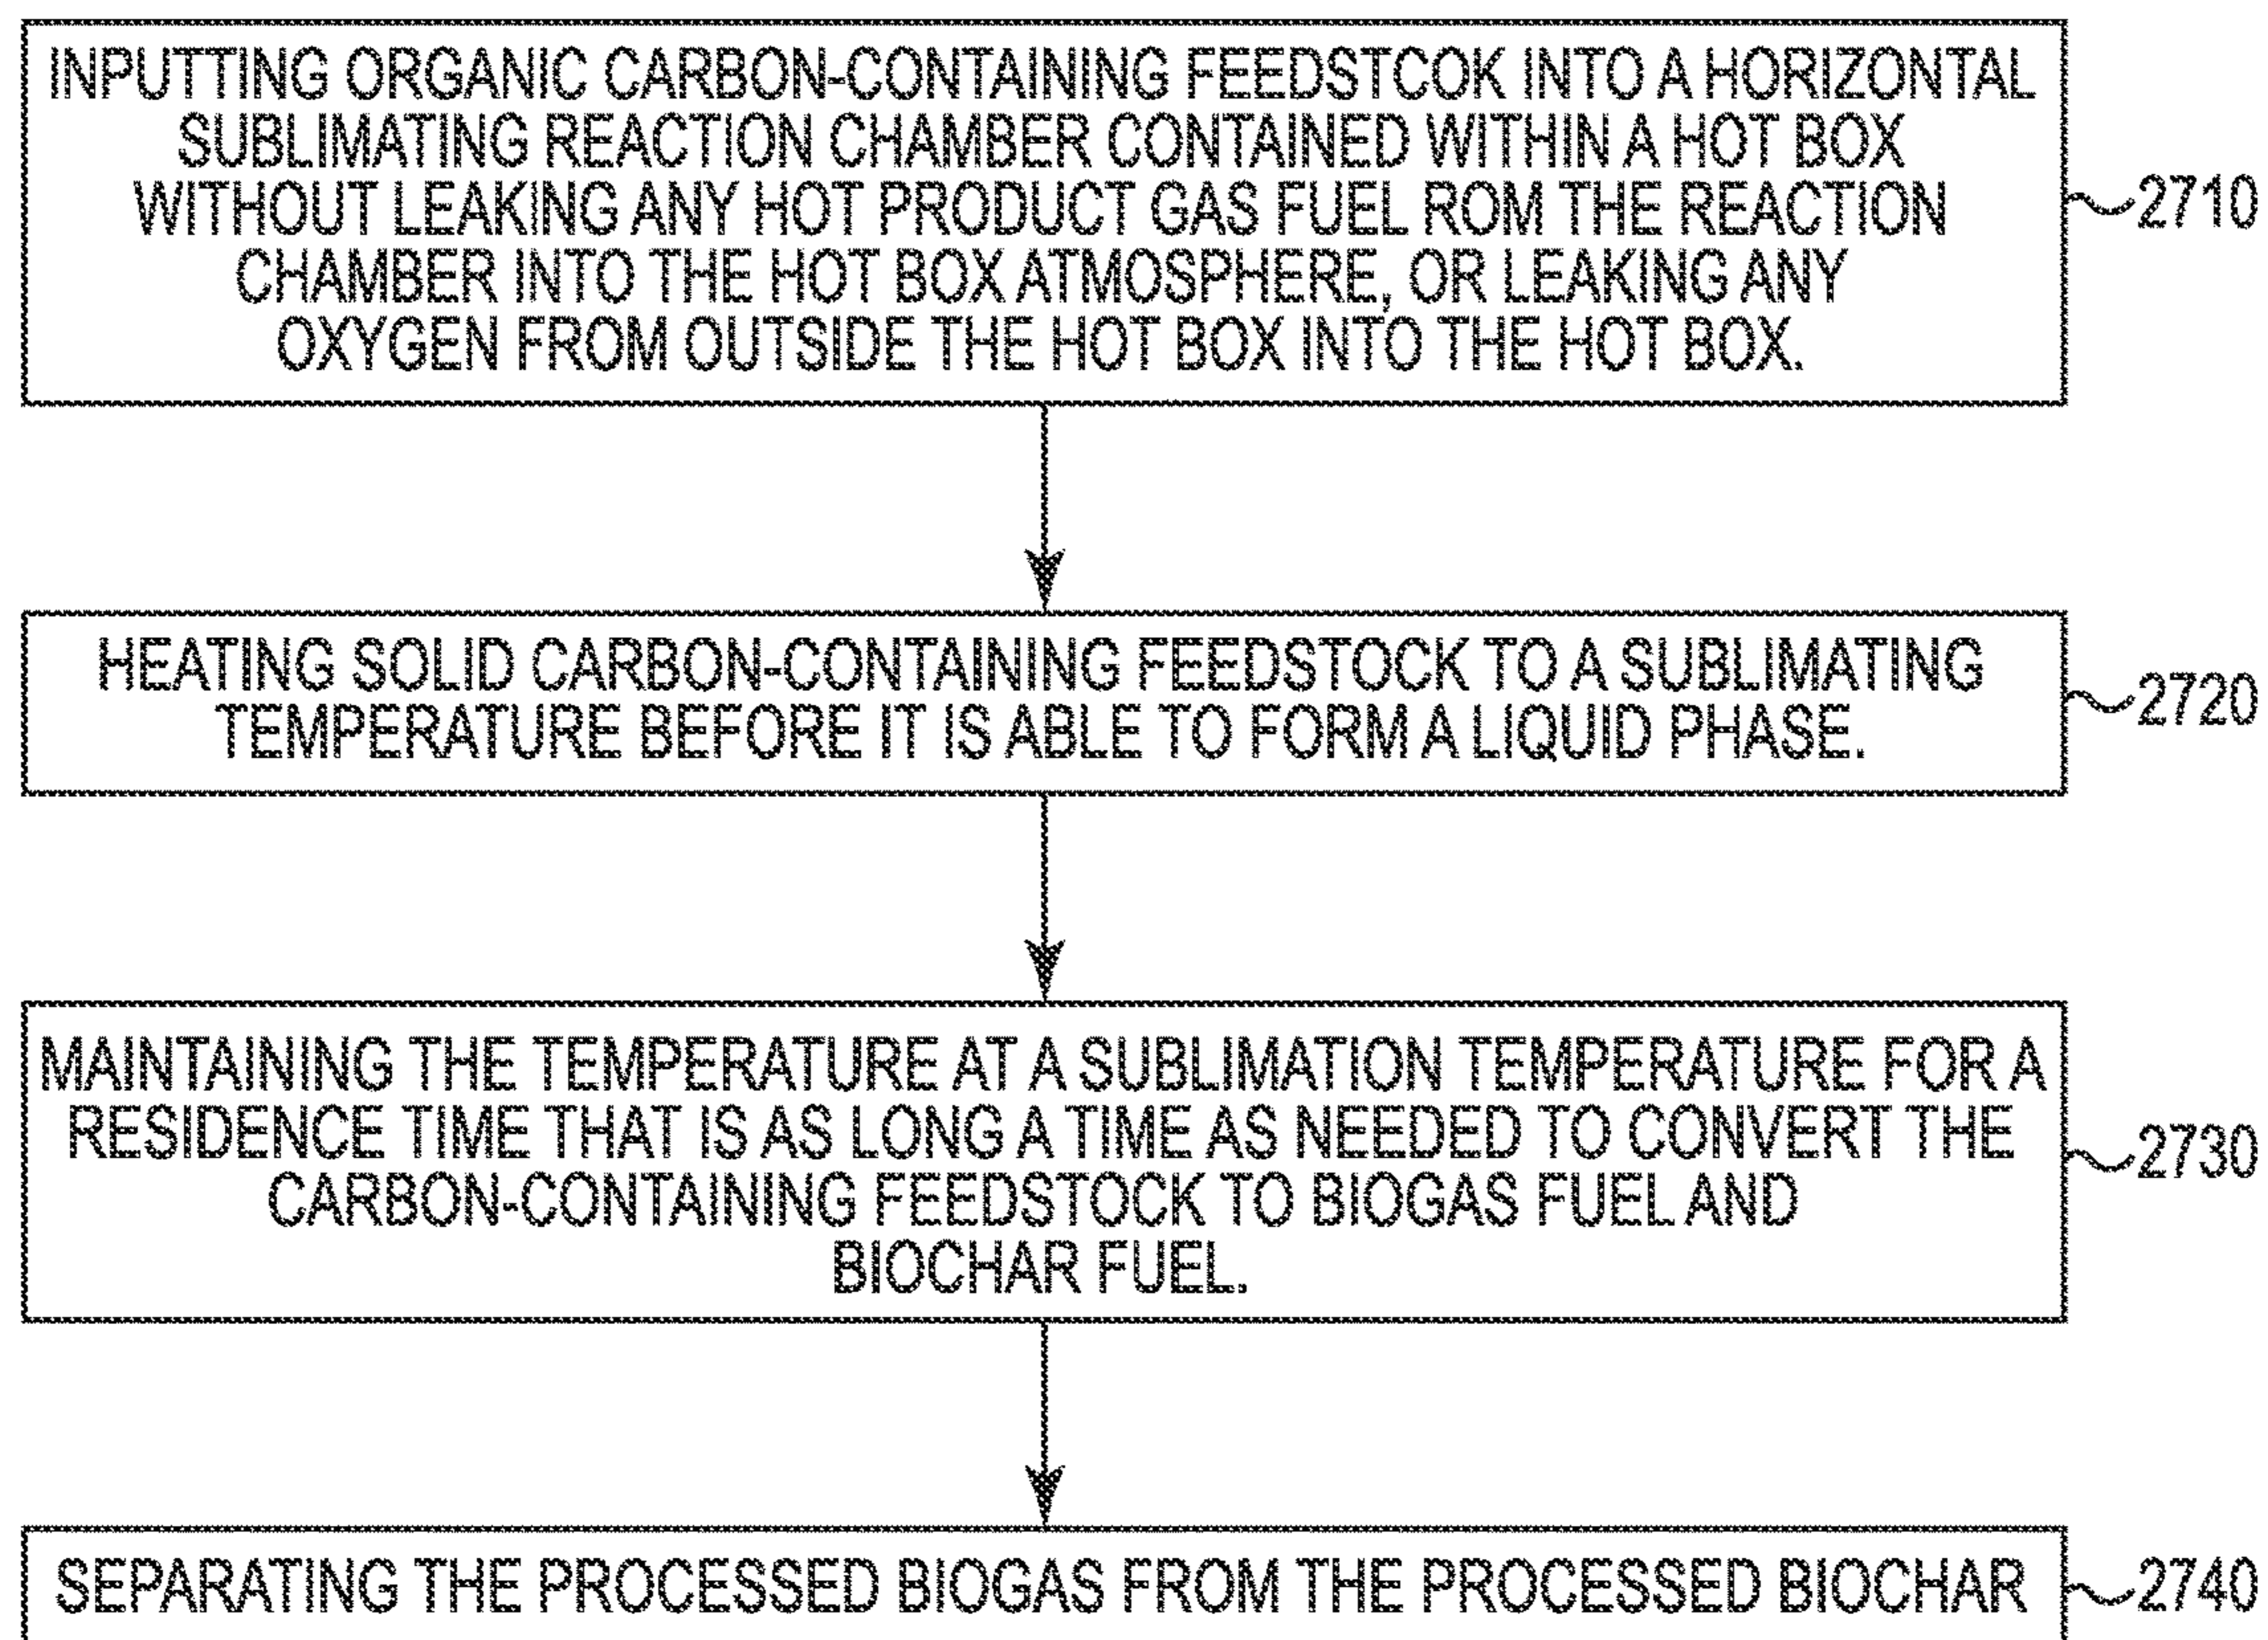 INPUTTING ORGANIC CARBON-CONTAINING FEEDSTCOK INTO A HORIZONTAL
SUBLIMATING REACTION CHAMBER CONTAINED WITHIN A HOT BOX
WITHOUT LEAKING ANY HOT PRODUCT GAS FUEL ROM THE REACTION
CHAMBER INTO THE HOT BOX ATMOSPHERE, OR LEAKING ANY
OXYGEN FROM OUTSIDE THE HOT BOX INTO THE HOT BOX.
2710
HEATING SOLID CARBON-CONTAINING FEEDSTOCK TO A SUBLIMATING
TEMPERATURE BEFORE IT IS ABLE TO FORM A LIQUID PHASE.
2720
MAINTAINING THE TEMPERATURE AT A SUBLIMATION TEMPERATURE FOR A
RESIDENCE TIME THAT IS AS LONG A TIME AS NEEDED TO CONVERT THE
CARBON-CONTAINING FEEDSTOCK TO BIOGAS FUEL AND
BIOCHAR FUEL.
2730
SEPARATING THE PROCESSED BIOGAS FROM THE PROCESSED BIOCHAR
2740